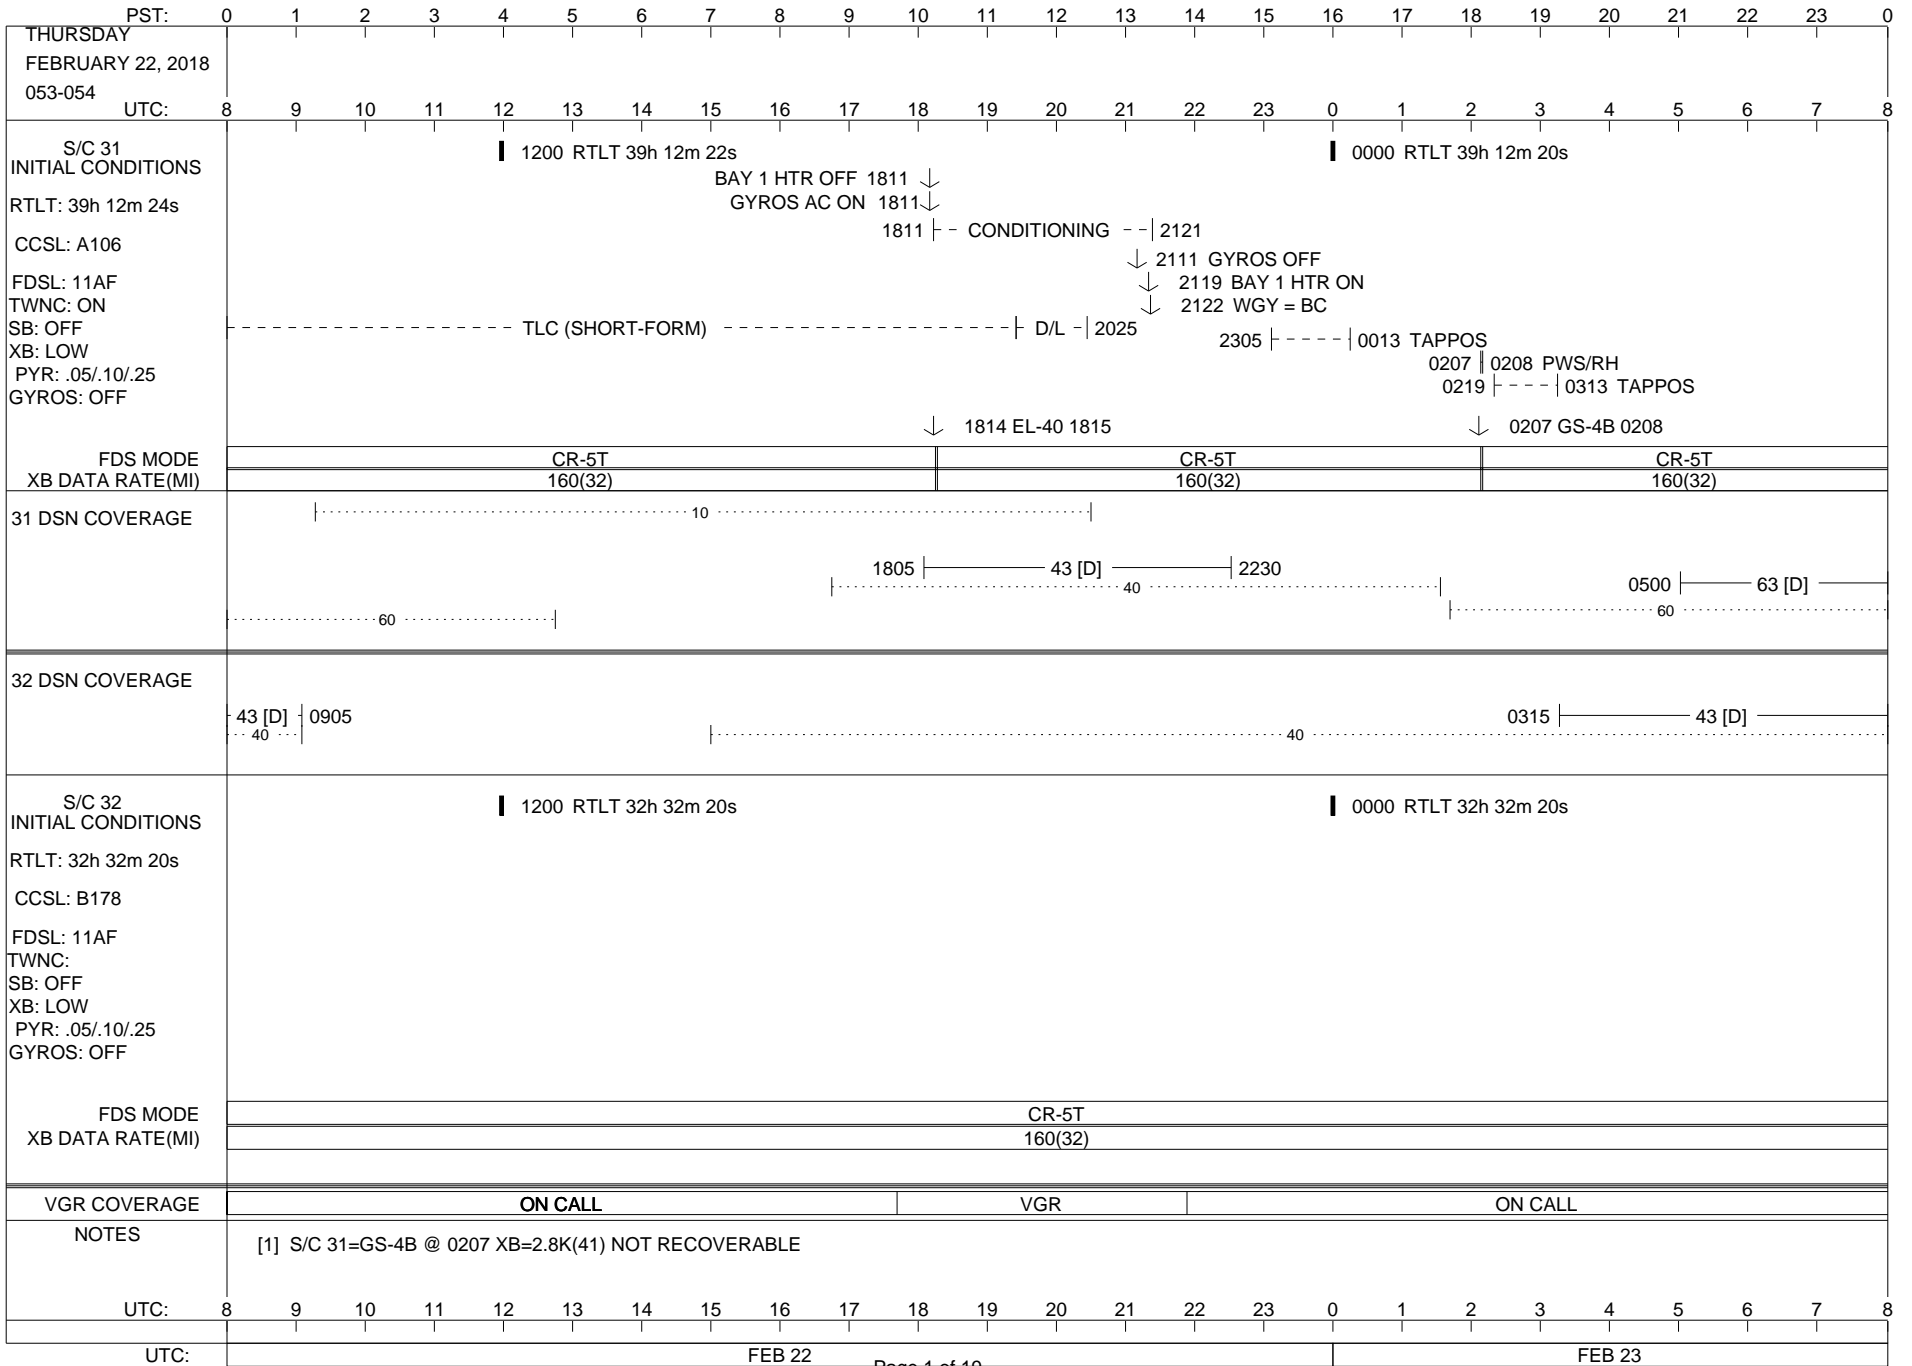 PST: 0 1 2 3 4 5 6 7 8 9 10 11 12 13 14 15 16 17 18 19 20 21 22 23 0
THURSDAY
FEBRUARY 22, 2018
053-054
UTC: 8 9 10 11 12 13 14 15 16 17 18 19 20 21 22 23 0 1 2 3 4 5 6 7 8
S/C 31
INITIAL CONDITIONS
RTLT: 39h 12m 24s
CCSL: A106
FDSL: 11AF
TWNC: ON
SB: OFF
XB: LOW
PYR: .05/.10/.25
GYROS: OFF
1200 RTLT 39h 12m 22s
0000 RTLT 39h 12m 20s
BAY 1 HTR OFF 1811
GYROS AC ON 1811
1811 CONDITIONING 2121
2111 GYROS OFF
2119 BAY 1 HTR ON
2122 WGY = BC
TLC (SHORT-FORM) D/L 2025
2305 0013 TAPPOS
0207 0208 PWS/RH
0219 0313 TAPPOS
1814 EL-40 1815
0207 GS-4B 0208
FDS MODE CR-5T CR-5T CR-5T
XB DATA RATE(MI) 160(32) 160(32) 160(32)
31 DSN COVERAGE
10
1805 43 [D] 2230
40
0500 63 [D]
60
60
32 DSN COVERAGE
43 [D] 0905
40
0315 43 [D]
40
S/C 32
INITIAL CONDITIONS
RTLT: 32h 32m 20s
CCSL: B178
FDSL: 11AF
TWNC:
SB: OFF
XB: LOW
PYR: .05/.10/.25
GYROS: OFF
1200 RTLT 32h 32m 20s
0000 RTLT 32h 32m 20s
FDS MODE CR-5T
XB DATA RATE(MI) 160(32)
VGR COVERAGE ON CALL VGR ON CALL
NOTES
[1] S/C 31=GS-4B @ 0207 XB=2.8K(41) NOT RECOVERABLE
UTC: 8 9 10 11 12 13 14 15 16 17 18 19 20 21 22 23 0 1 2 3 4 5 6 7 8
UTC: FEB 22 FEB 23
Page 1 of 19